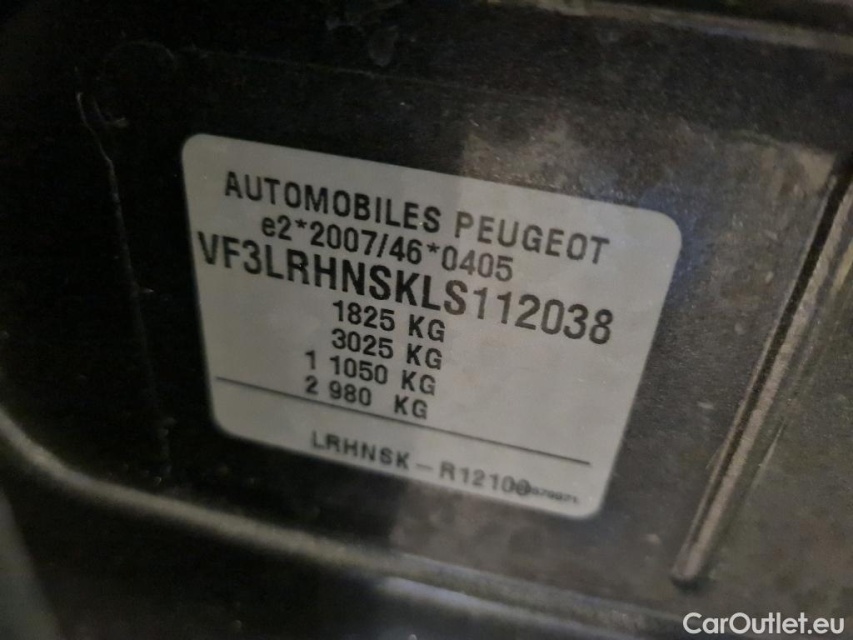 AUTOMOBILES PEUGEOT
e2*2007/46*0405
VF3LRHNSKLS112038
1825 KG
3025 KG
1 1050 KG
2 980 KG
LRHNSK - R12100
CarOutlet.eu